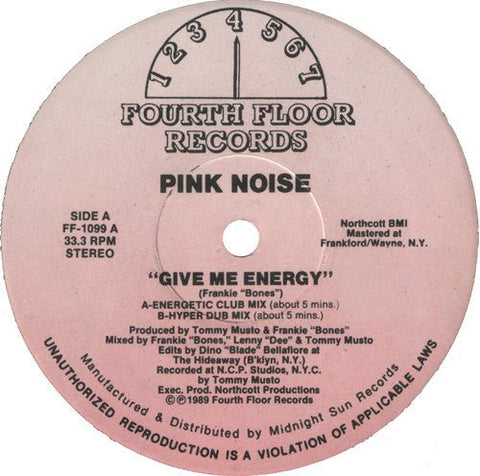 1 2 3 4 5 6 7
FOURTH FLOOR
RECORDS
PINK NOISE
SIDE A
FF-1099 A
33.3 RPM
STEREO
Northcott BMI
Mastered at
Frankford/Wayne, N.Y.
"GIVE ME ENERGY"
(Frankie "Bones")
A-ENERGETIC CLUB MIX (about 5 mins.)
B-HYPER DUB MIX (about 5 mins.)
Produced by Tommy Musto & Frankie "Bones"
Mixed by Frankie "Bones," Lenny "Dee" & Tommy Musto
Edits by Dino "Blade" Bellafiore at
The Hideaway (B'klyn, N.Y.)
Recorded at N.C.P. Studios, N.Y.C.
by Tommy Musto
Exec. Prod. Northcott Productions
©℗1989 Fourth Floor Records
Manufactured & Distributed by Midnight Sun Records
UNAUTHORIZED REPRODUCTION IS A VIOLATION OF APPLICABLE LAWS